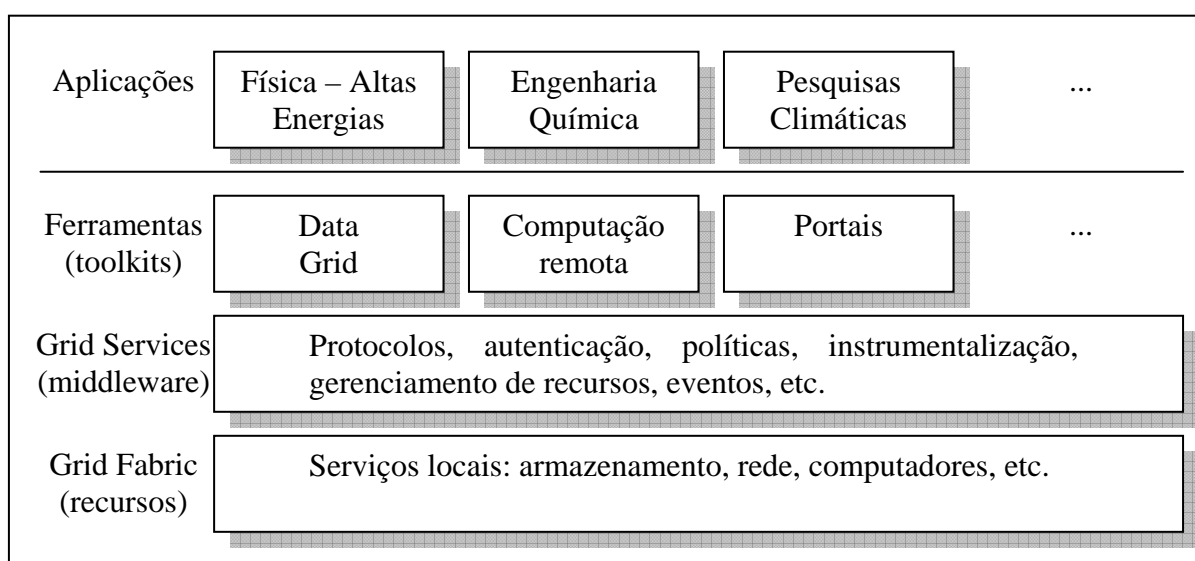 Aplicações
Física – Altas
Energias
Engenharia
Química
Pesquisas
Climáticas
...
Ferramentas
(toolkits)
Data
Grid
Computação
remota
Portais
...
Grid Services
(middleware)
Protocolos, autenticação, políticas, instrumentalização,
gerenciamento de recursos, eventos, etc.
Grid Fabric
(recursos)
Serviços locais: armazenamento, rede, computadores, etc.